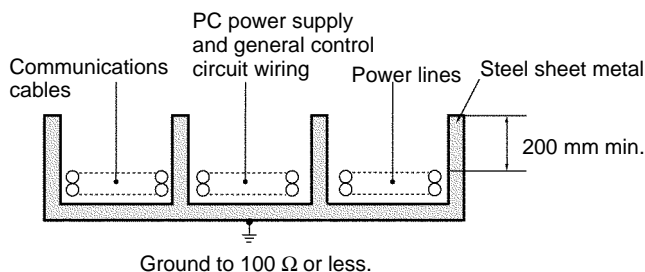 PC power supply
and general control
circuit wiring
Communications
cables
Power lines
Steel sheet metal
200 mm min.
Ground to 100 Ω or less.